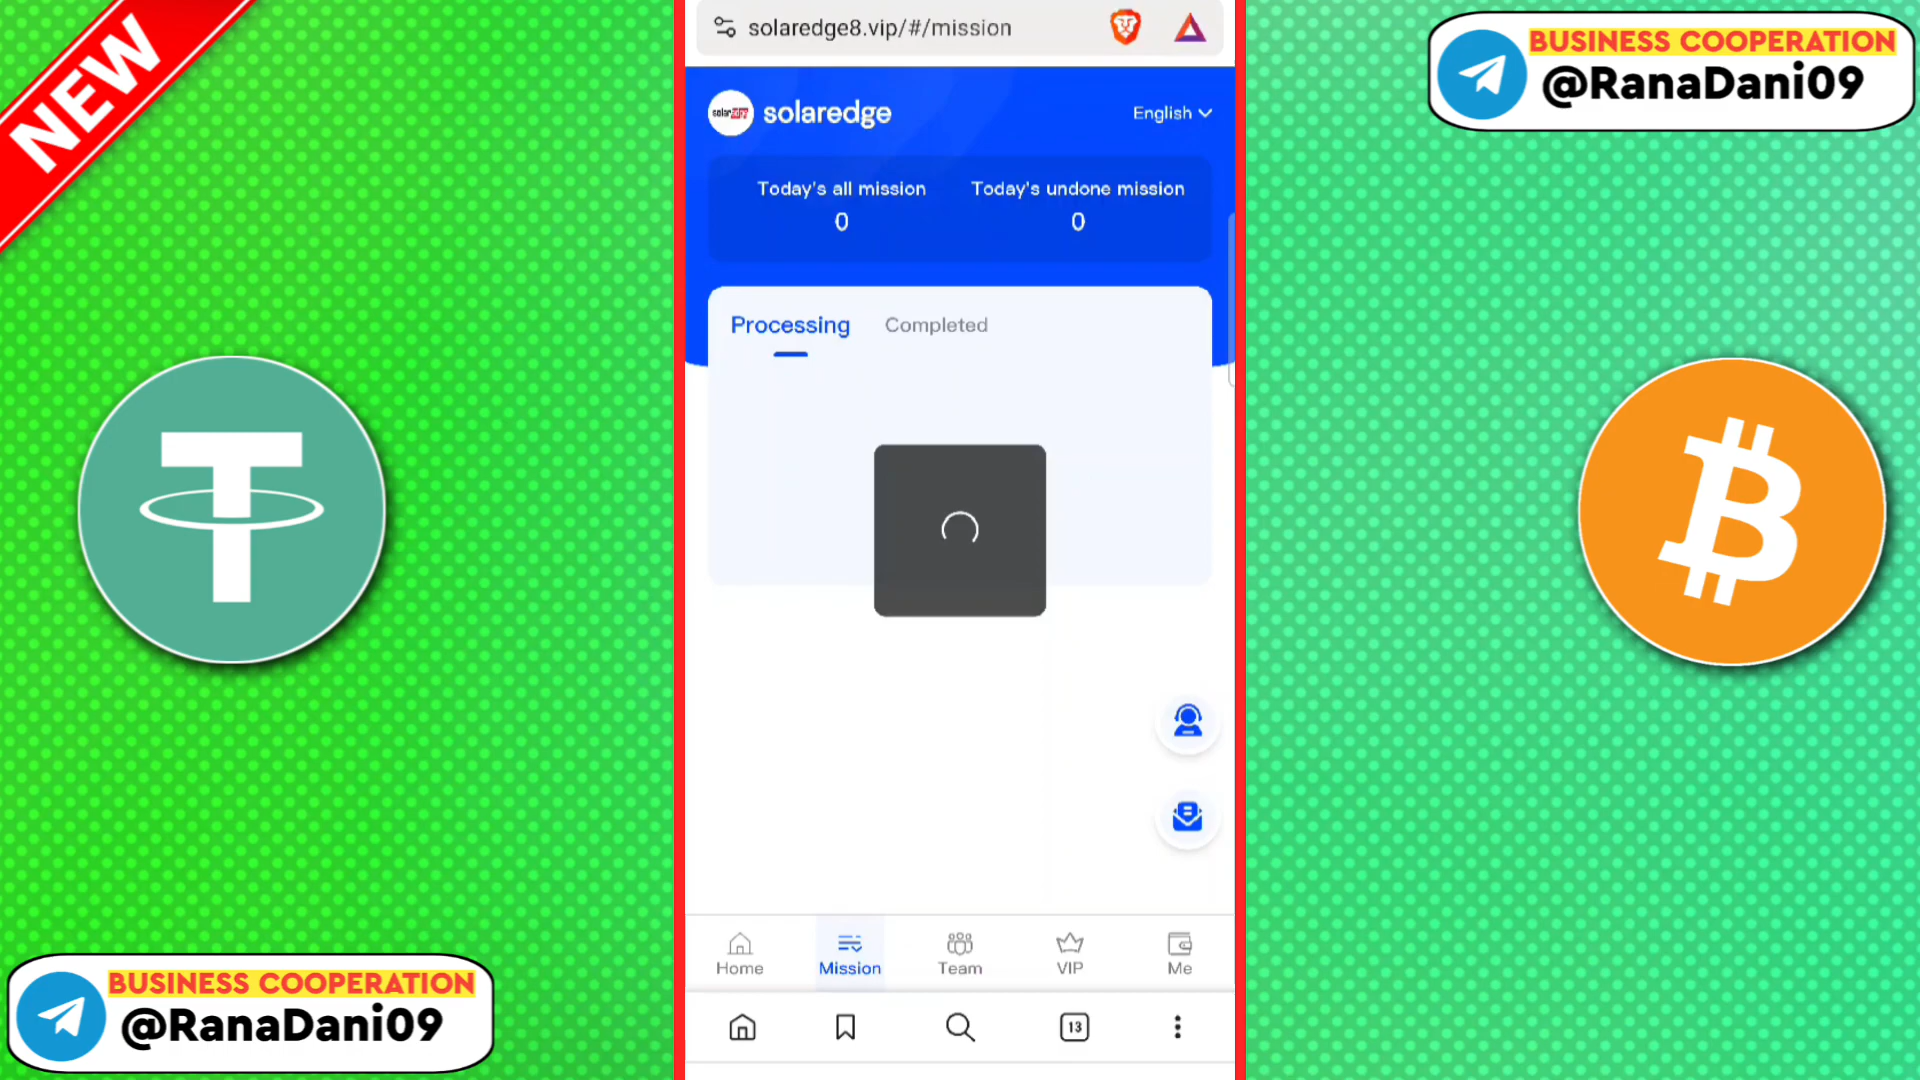 NEW
solaredge8.vip/#/mission
BUSINESS COOPERATION
@RanaDani09
solaredge
solaredge
English
Today's all mission
0
Today's undone mission
0
Processing
Completed
Home
Mission
Team
VIP
Me
13
BUSINESS COOPERATION
@RanaDani09